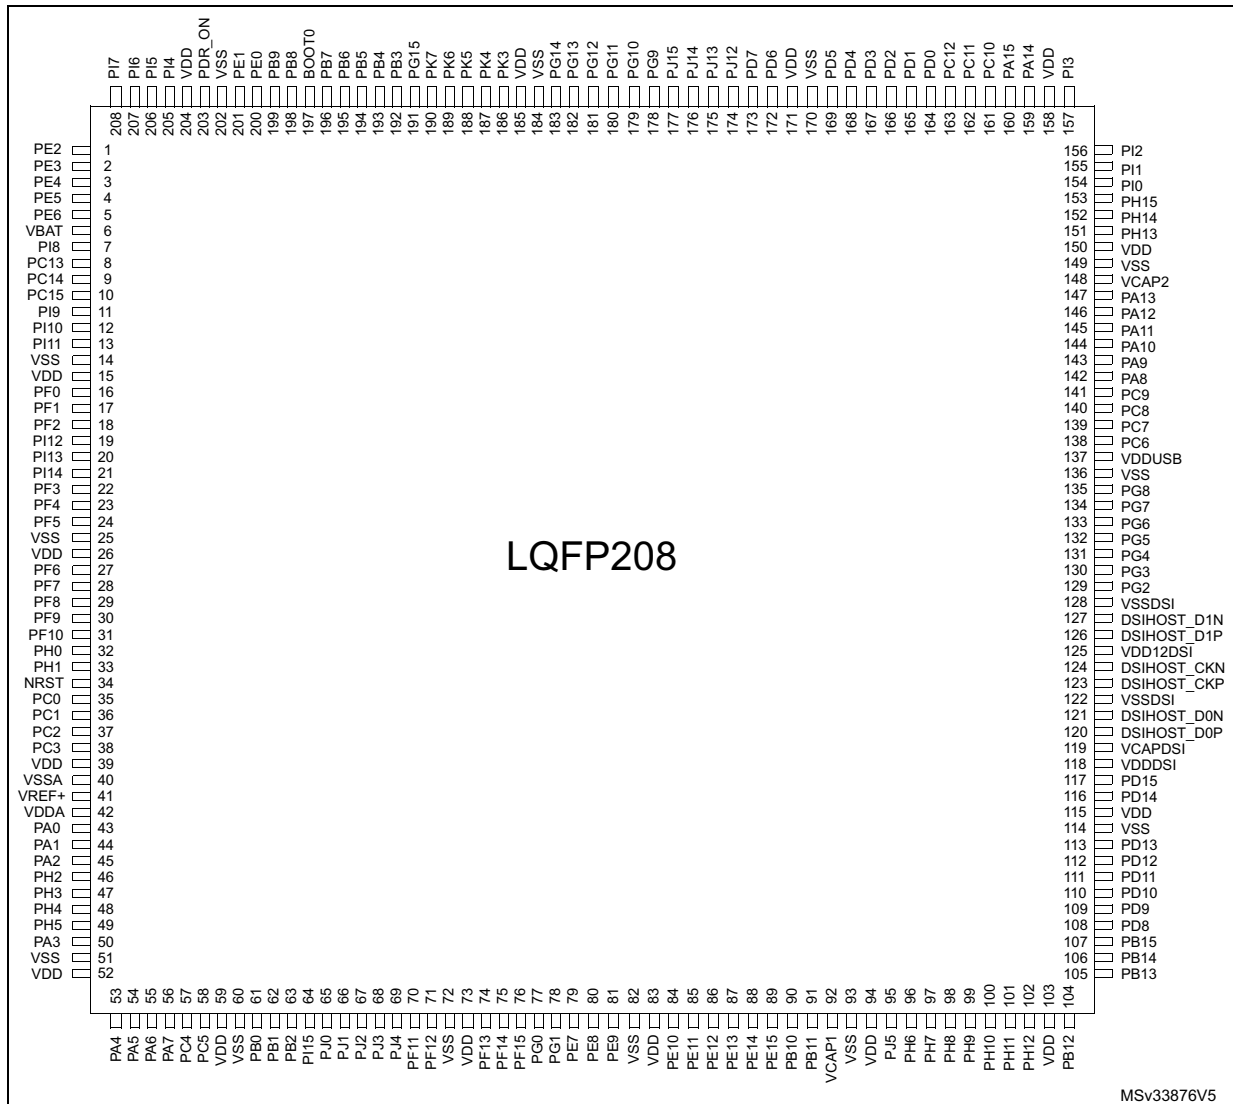 PI7 PI6 PI5 PI4 VDD PDR_ON VSS PE1 PE0 PB9 PB8 BOOT0 PB7 PB6 PB5 PB4 PB3 PG15 PK7 PK6 PK5 PK4 PK3 VDD VSS PG14 PG13 PG12 PG11 PG10 PG9 PJ15 PJ14 PJ13 PJ12 PD7 PD6 VDD VSS PD5 PD4 PD3 PD2 PD1 PD0 PC12 PC11 PC10 PA15 PA14 VDD PI3
208 207 206 205 204 203 202 201 200 199 198 197 196 195 194 193 192 191 190 189 188 187 186 185 184 183 182 181 180 179 178 177 176 175 174 173 172 171 170 169 168 167 166 165 164 163 162 161 160 159 158 157
PE2 1
PE3 2
PE4 3
PE5 4
PE6 5
VBAT 6
PI8 7
PC13 8
PC14 9
PC15 10
PI9 11
PI10 12
PI11 13
VSS 14
VDD 15
PF0 16
PF1 17
PF2 18
PI12 19
PI13 20
PI14 21
PF3 22
PF4 23
PF5 24
VSS 25
VDD 26
PF6 27
PF7 28
PF8 29
PF9 30
PF10 31
PH0 32
PH1 33
NRST 34
PC0 35
PC1 36
PC2 37
PC3 38
VDD 39
VSSA 40
VREF+ 41
VDDA 42
PA0 43
PA1 44
PA2 45
PH2 46
PH3 47
PH4 48
PH5 49
PA3 50
VSS 51
VDD 52
LQFP208
156 PI2
155 PI1
154 PI0
153 PH15
152 PH14
151 PH13
150 VDD
149 VSS
148 VCAP2
147 PA13
146 PA12
145 PA11
144 PA10
143 PA9
142 PA8
141 PC9
140 PC8
139 PC7
138 PC6
137 VDDUSB
136 VSS
135 PG8
134 PG7
133 PG6
132 PG5
131 PG4
130 PG3
129 PG2
128 VSSDSI
127 DSIHOST_D1N
126 DSIHOST_D1P
125 VDD12DSI
124 DSIHOST_CKN
123 DSIHOST_CKP
122 VSSDSI
121 DSIHOST_D0N
120 DSIHOST_D0P
119 VCAPDSI
118 VDDDSI
117 PD15
116 PD14
115 VDD
114 VSS
113 PD13
112 PD12
111 PD11
110 PD10
109 PD9
108 PD8
107 PB15
106 PB14
105 PB13
53 54 55 56 57 58 59 60 61 62 63 64 65 66 67 68 69 70 71 72 73 74 75 76 77 78 79 80 81 82 83 84 85 86 87 88 89 90 91 92 93 94 95 96 97 98 99 100 101 102 103 104
PA4 PA5 PA6 PA7 PC4 PC5 VDD VSS PB0 PB1 PB2 PI15 PJ0 PJ1 PJ2 PJ3 PJ4 PF11 PF12 VSS VDD PF13 PF14 PF15 PG0 PG1 PE7 PE8 PE9 VSS VDD PE10 PE11 PE12 PE13 PE14 PE15 PB10 PB11 VCAP1 VSS VDD PJ5 PH6 PH7 PH8 PH9 PH10 PH11 PH12 VDD PB12
MSv33876V5